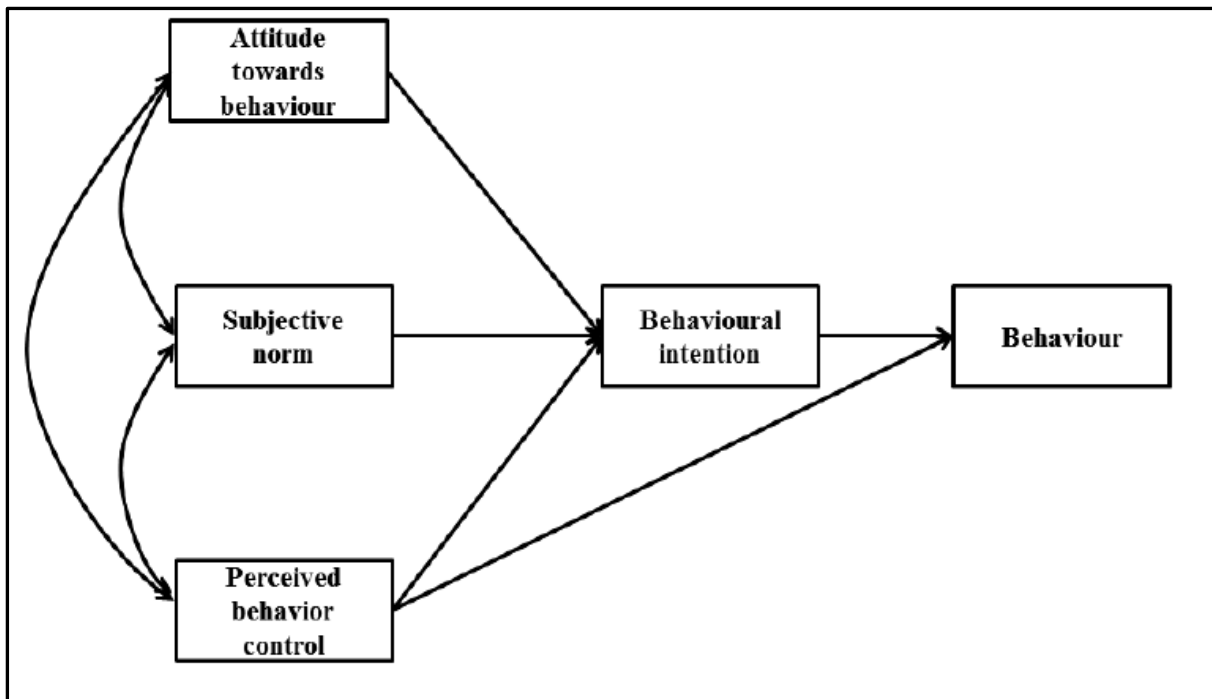 Attitude
towards
behaviour
Subjective
norm
Behavioural
intention
Behaviour
Perceived
behavior
control